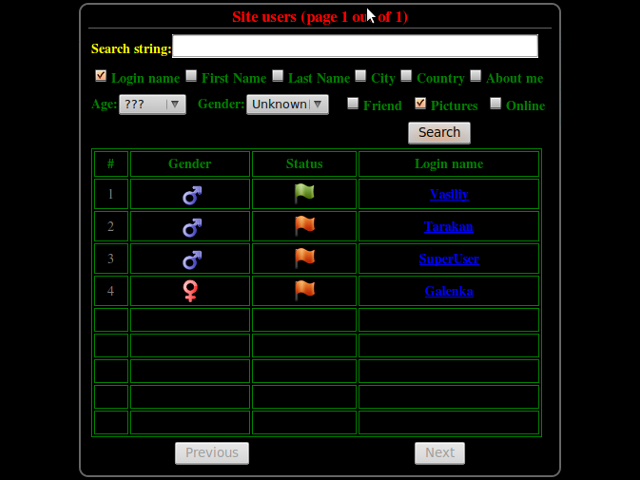 Site users (page 1 out of 1)
Search string:
Login name First Name Last Name City Country About me
Age: ??? Gender: Unknown Friend Pictures Online
Search
# Gender Status Login name
1 Vasiliv
2 Tarakan
3 SuperUser
4 Galenka
Previous Next